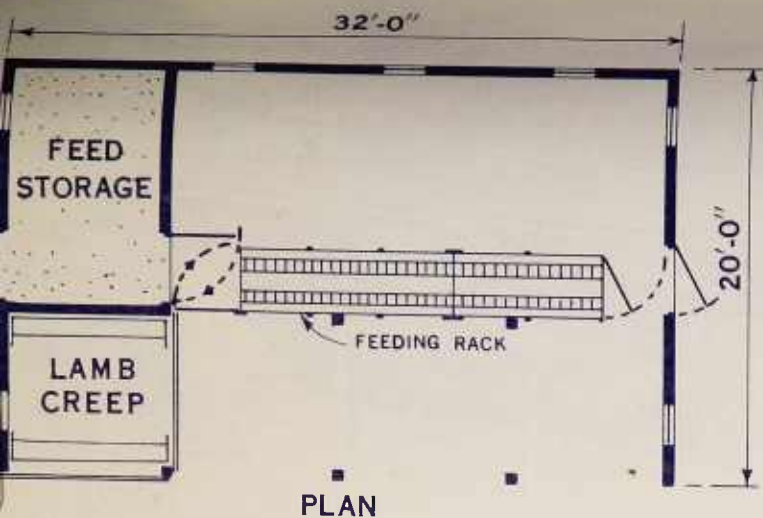 32'-0"
FEED
STORAGE
20'-0"
FEEDING RACK
LAMB
CREEP
PLAN